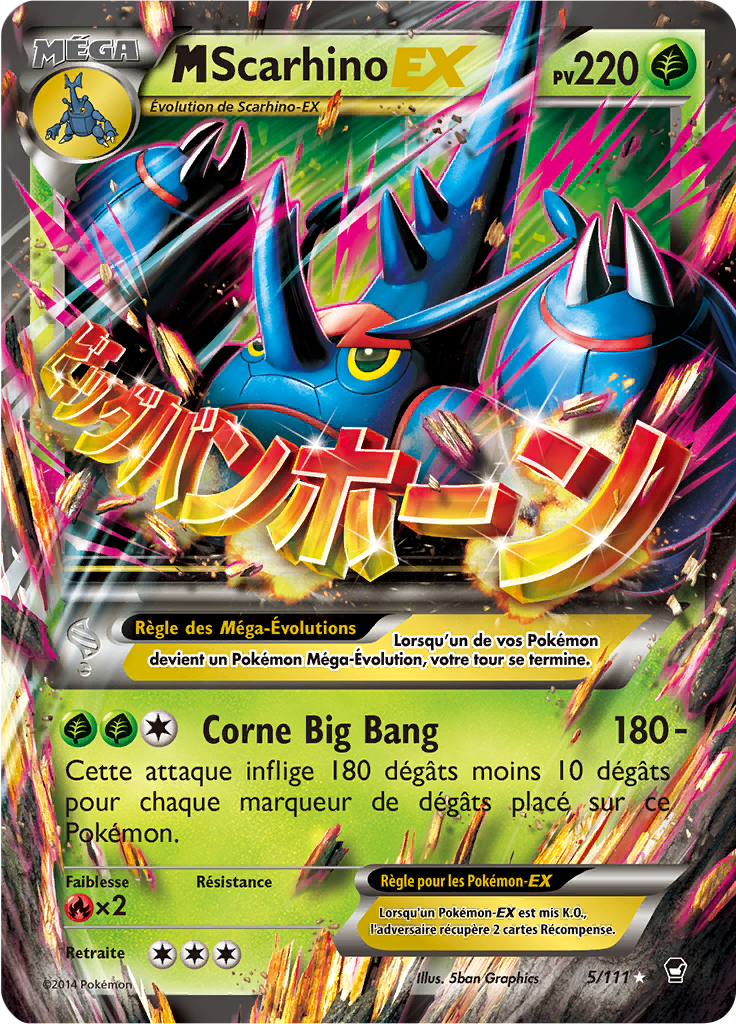 MÉGA
MScarhinoEX
PV220
Évolution de Scarhino-EX
ビッグバンホーン
Règle des Méga-Évolutions
Lorsqu'un de vos Pokémon
devient un Pokémon Méga-Évolution, votre tour se termine.
Corne Big Bang 180-
Cette attaque inflige 180 dégâts moins 10 dégâts
pour chaque marqueur de dégâts placé sur ce
Pokémon.
Faiblesse
Résistance
×2
Retraite
Règle pour les Pokémon-EX
Lorsqu'un Pokémon-EX est mis K.O.,
l'adversaire récupère 2 cartes Récompense.
©2014 Pokémon
Illus. 5ban Graphics
5/111